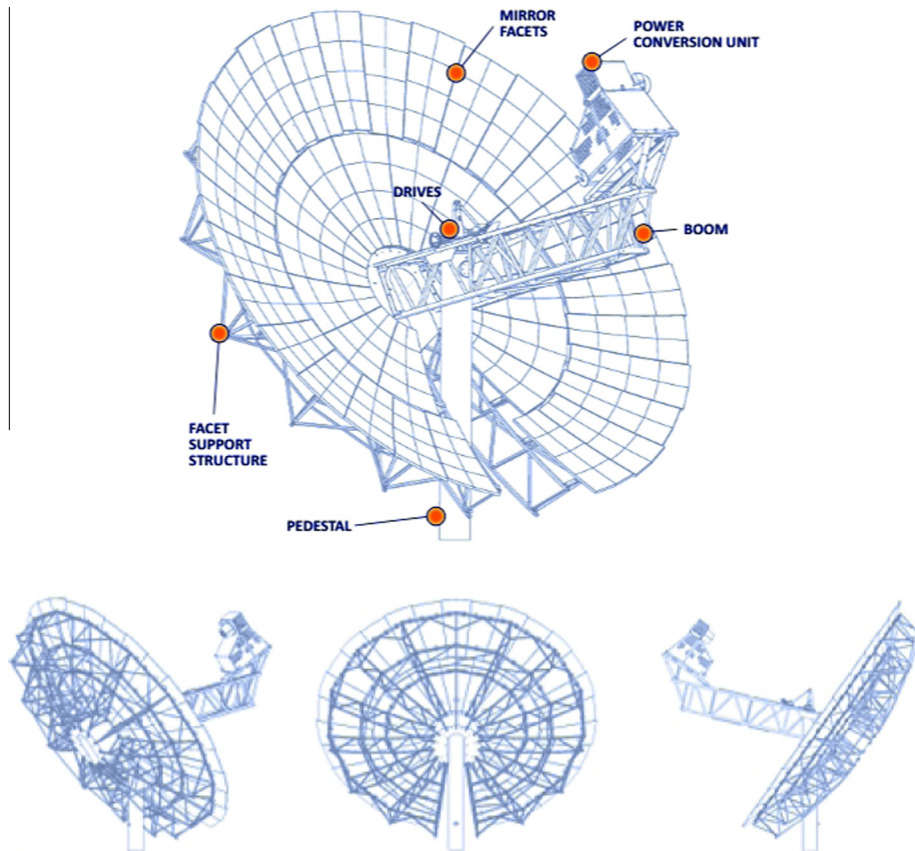 MIRROR
FACETS
POWER
CONVERSION UNIT
DRIVES
BOOM
FACET
SUPPORT
STRUCTURE
PEDESTAL